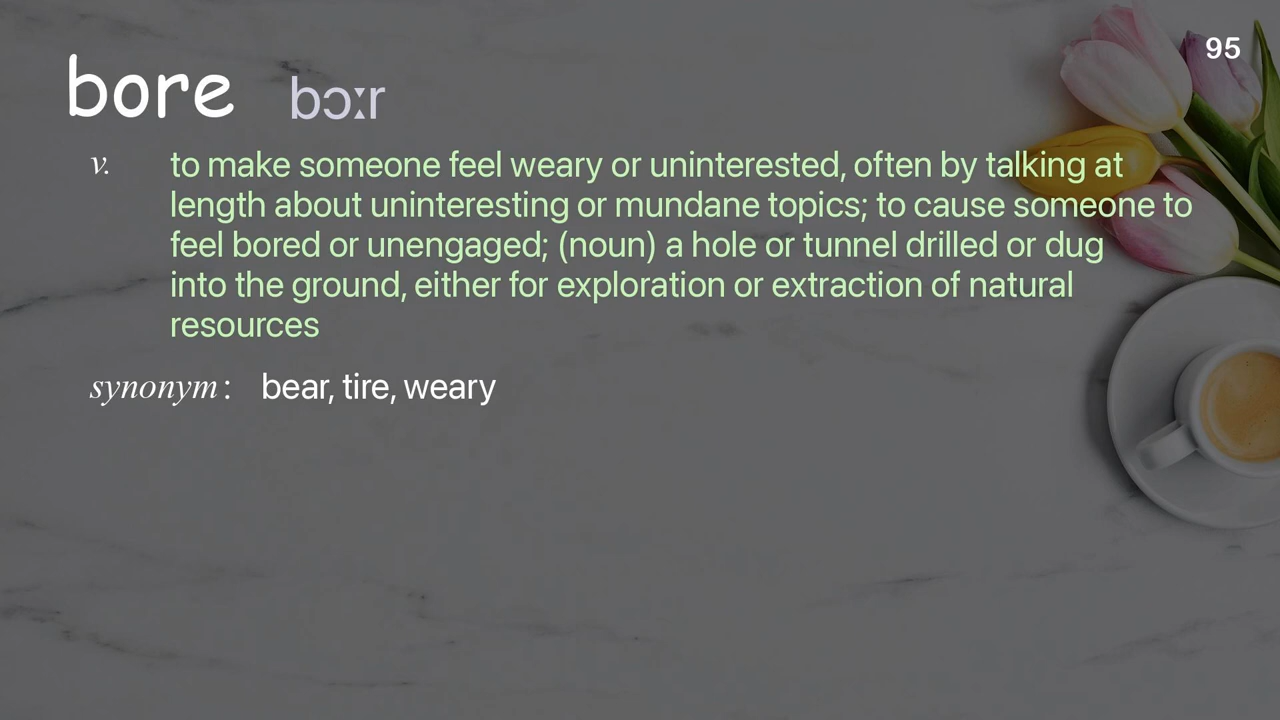 95
bore bɔːr
v. to make someone feel weary or uninterested, often by talking at
length about uninteresting or mundane topics; to cause someone to
feel bored or unengaged; (noun) a hole or tunnel drilled or dug
into the ground, either for exploration or extraction of natural
resources
synonym: bear, tire, weary